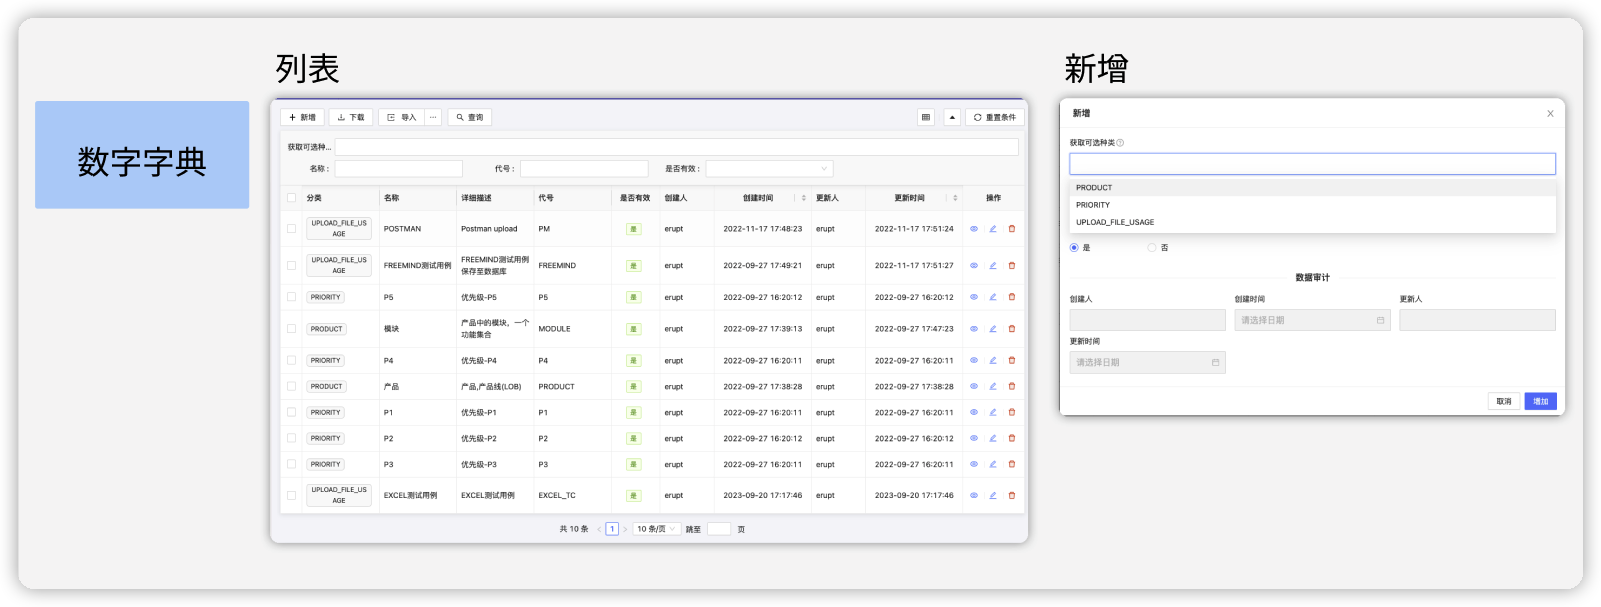 列表
新增
数字字典
新增 下载 导入 ... 查询 重置条件
获取可选种...
名称： 代号： 是否有效：
分类 名称 详细描述 代号 是否有效 创建人 创建时间 更新人 更新时间 操作
UPLOAD_FILE_US
AGE POSTMAN Postman upload PM 是 erupt 2022-11-17 17:48:23 erupt 2022-11-17 17:51:24
UPLOAD_FILE_US FREEMIND测试用例
AGE FREEMIND测试用例 保存至数据库 FREEMIND 是 erupt 2022-09-27 17:49:21 erupt 2022-11-17 17:51:27
PRIORITY P5 优先级-P5 P5 是 erupt 2022-09-27 16:20:12 erupt 2022-09-27 16:20:12
产品中的模块，一个
PRODUCT 模块 功能集合 MODULE 是 erupt 2022-09-27 17:39:13 erupt 2022-09-27 17:47:23
PRIORITY P4 优先级-P4 P4 是 erupt 2022-09-27 16:20:11 erupt 2022-09-27 16:20:11
PRODUCT 产品 产品,产品线(LOB) PRODUCT 是 erupt 2022-09-27 17:38:28 erupt 2022-09-27 17:38:28
PRIORITY P1 优先级-P1 P1 是 erupt 2022-09-27 16:20:11 erupt 2022-09-27 16:20:11
PRIORITY P2 优先级-P2 P2 是 erupt 2022-09-27 16:20:12 erupt 2022-09-27 16:20:12
PRIORITY P3 优先级-P3 P3 是 erupt 2022-09-27 16:20:11 erupt 2022-09-27 16:20:11
UPLOAD_FILE_US
AGE EXCEL测试用例 EXCEL测试用例 EXCEL_TC 是 erupt 2023-09-20 17:17:46 erupt 2023-09-20 17:17:46
共 10 条 < 1 > 10 条/页 跳至 页
新增
获取可选种类
PRODUCT
PRIORITY
UPLOAD_FILE_USAGE
是 否
数据审计
创建人 创建时间 更新人
请选择日期
更新时间
请选择日期
取消 增加